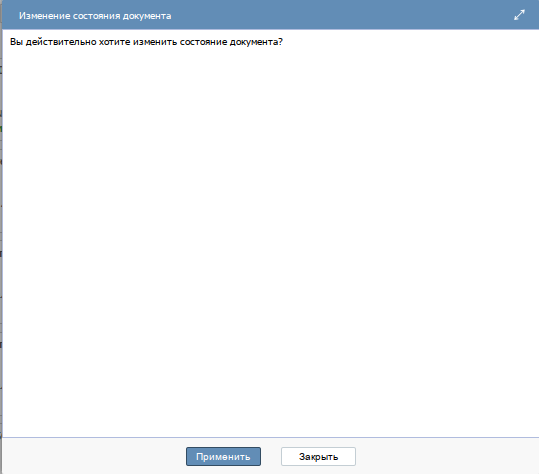 Изменение состояния документа
Вы действительно хотите изменить состояние документа?
Применить
Закрыть